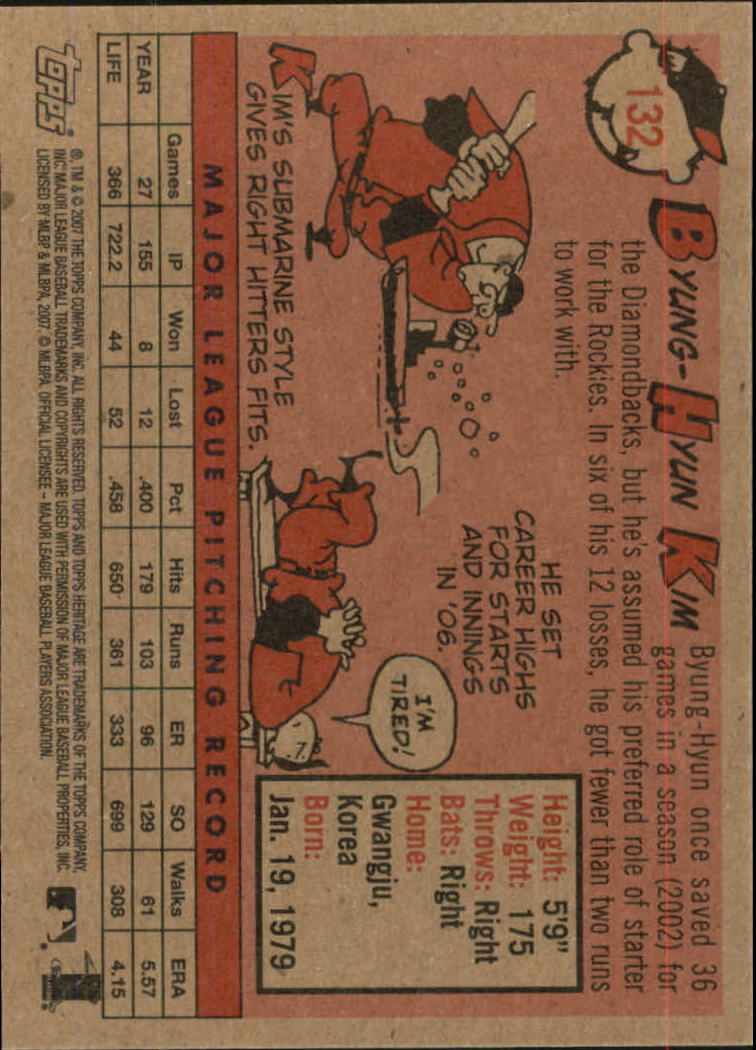 132
BYUNG-HYUN KIM
Byung-Hyun once saved 36
games in a season (2002) for
the Diamondbacks, but he's assumed his preferred role of starter
for the Rockies. In six of his 12 losses, he got fewer than two runs
to work with.
KIM'S SUBMARINE STYLE
GIVES RIGHT HITTERS FITS.
HE SET
CAREER HIGHS
FOR STARTS
AND INNINGS
IN '06.
I'M
TIRED!
Height: 5'9"
Weight: 175
Throws: Right
Bats: Right
Home:
Gwangju,
Korea
Born:
Jan. 19, 1979
MAJOR LEAGUE PITCHING RECORD
YEAR Games IP Won Lost Pct Hits Runs ER SO Walks ERA
27 155 8 12 .400 179 103 96 129 61 5.57
LIFE 366 722.2 44 52 .458 650 361 333 699 308 4.15
TOPPS
®, TM & © 2007 THE TOPPS COMPANY, INC. ALL RIGHTS RESERVED. TOPPS AND TOPPS HERITAGE ARE TRADEMARKS OF THE TOPPS COMPANY,
INC. MAJOR LEAGUE BASEBALL TRADEMARKS AND COPYRIGHTS ARE USED WITH PERMISSION OF MAJOR LEAGUE BASEBALL PROPERTIES, INC.
LICENSED BY MLBP & MLBPA, 2007. © MLBPA. OFFICIAL LICENSEE – MAJOR LEAGUE BASEBALL PLAYERS ASSOCIATION.